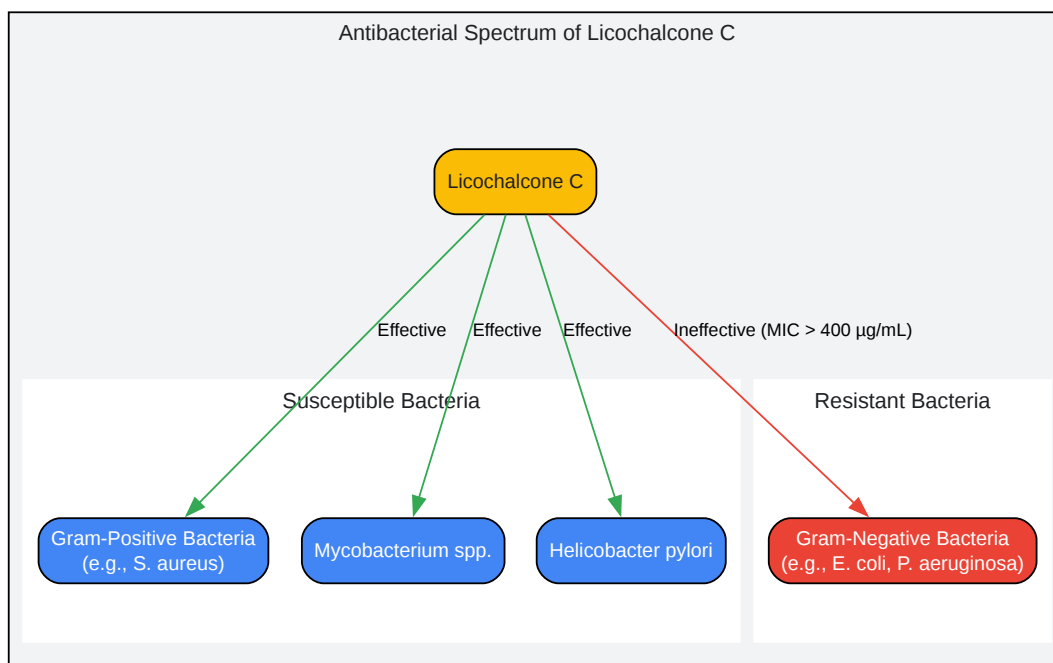 Antibacterial Spectrum of Licochalcone C
Licochalcone C
Effective
Effective
Effective
Ineffective (MIC > 400 µg/mL)
Susceptible Bacteria
Resistant Bacteria
Gram-Positive Bacteria
(e.g., S. aureus)
Mycobacterium spp.
Helicobacter pylori
Gram-Negative Bacteria
(e.g., E. coli, P. aeruginosa)